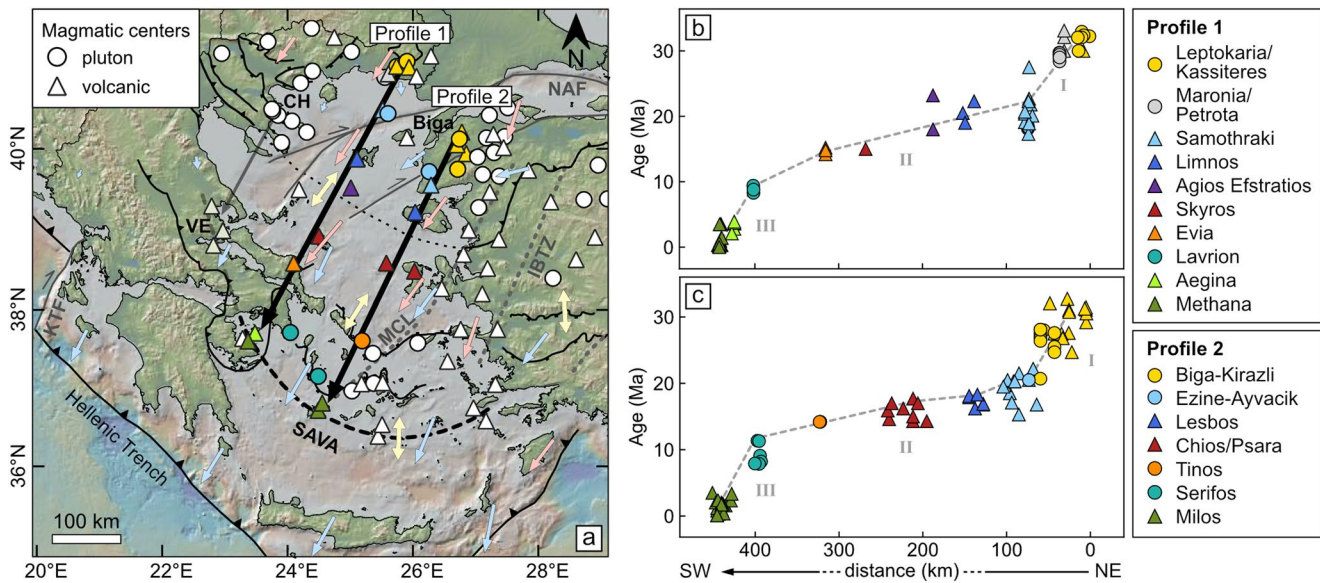 Magmatic centers
pluton
volcanic
Profile 1
N
NAF
CH
Profile 2
Biga
VE
IBTZ
KTF
MCL
SAVA
Hellenic Trench
100 km
a
40°N
38°N
36°N
20°E
22°E
24°E
26°E
28°E
b
Age (Ma)
30
20
10
0
I
II
III
c
Age (Ma)
30
20
10
0
I
II
III
400
300
200
100
0
SW
distance (km)
NE
Profile 1
Leptokaria/
Kassiteres
Maronia/
Petrota
Samothraki
Limnos
Agios Efstratios
Skyros
Evia
Lavrion
Aegina
Methana
Profile 2
Biga-Kirazli
Ezine-Ayvacik
Lesbos
Chios/Psara
Tinos
Serifos
Milos